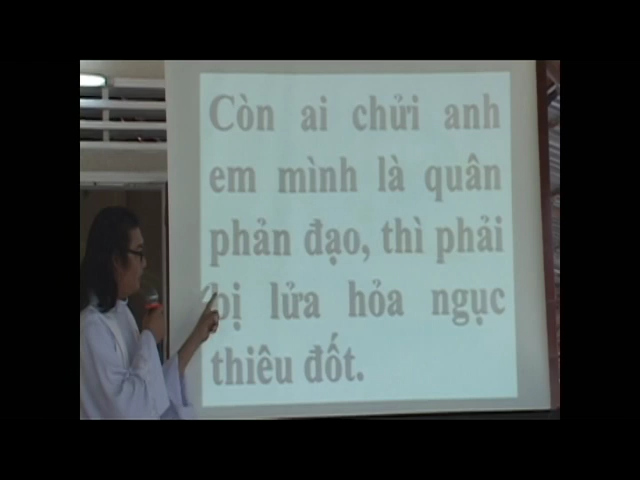 Còn ai chửi anh
em mình là quân
phản đạo, thì phải
bị lửa hỏa ngục
thiêu đốt.